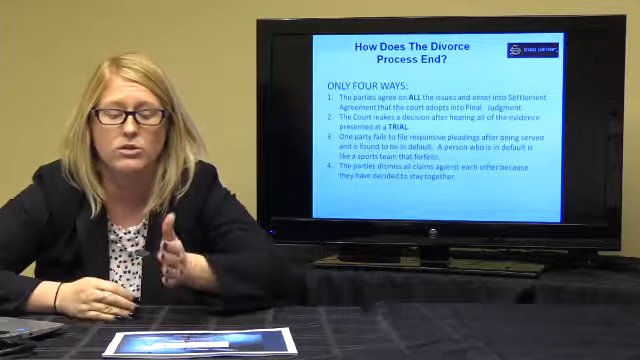 How Does The Divorce
Process End?
ONLY FOUR WAYS:
1. The parties agree on ALL the issues and enter into Settlement
Agreement that the court adopts into Final Judgment.
2. The Court makes a decision after hearing all of the evidence
presented at a TRIAL.
3. One party fails to file responsive pleadings after being served
and is found to be in default. A person who is in default is
like a sports team that forfeits.
4. The parties dismiss all claims against each other because
they have decided to stay together.